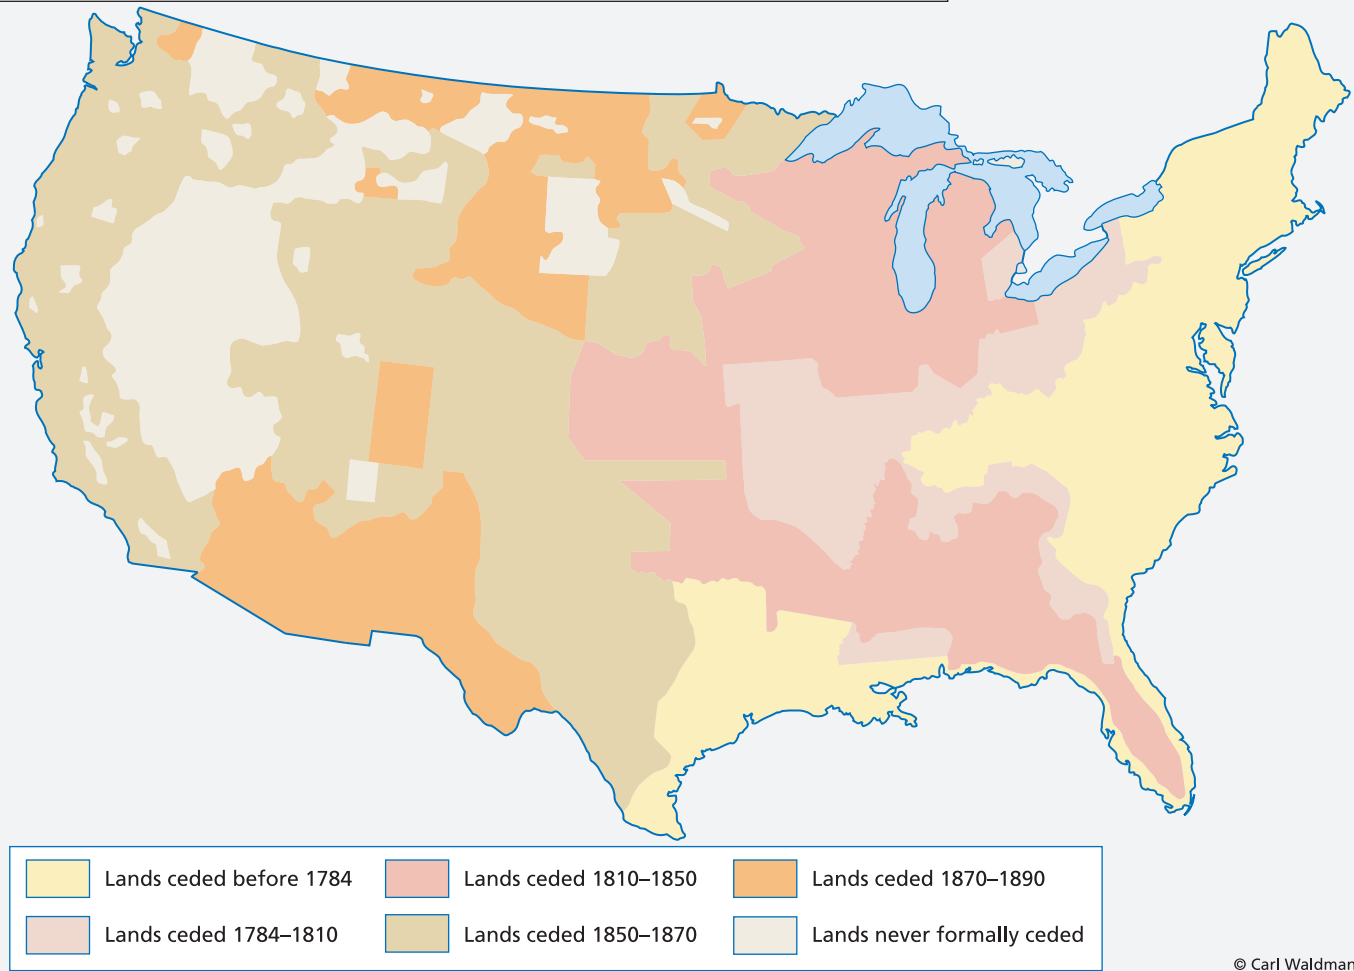 Lands ceded before 1784
Lands ceded 1810–1850
Lands ceded 1870–1890
Lands ceded 1784–1810
Lands ceded 1850–1870
Lands never formally ceded
© Carl Waldman